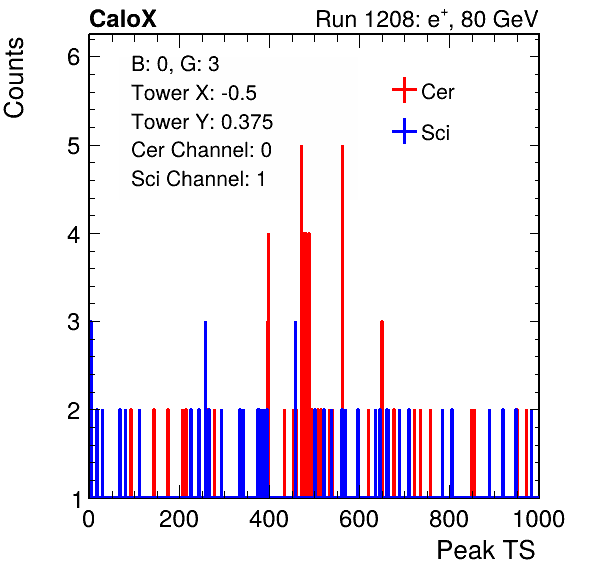 CaloX Run 1208: e+, 80 GeV
Counts
B: 0, G: 3
Tower X: -0.5
Tower Y: 0.375
Cer Channel: 0
Sci Channel: 1
Cer
Sci
6
5
4
3
2
1
0 200 400 600 800 1000
Peak TS